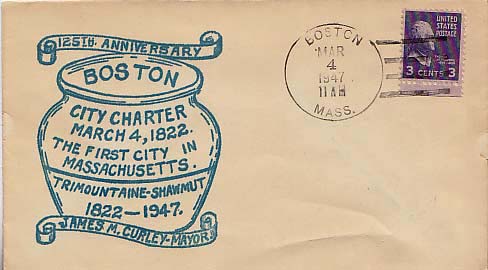 125TH. ANNIVERSARY
BOSTON
CITY CHARTER
MARCH 4, 1822.
THE FIRST CITY IN
MASSACHUSETTS.
TRIMOUNTAINE-SHAWMUT
1822-1947.
JAMES M. CURLEY-MAYOR
BOSTON
MAR
4
1947
11 AM
MASS.
UNITED
STATES
POSTAGE
3 CENTS 3